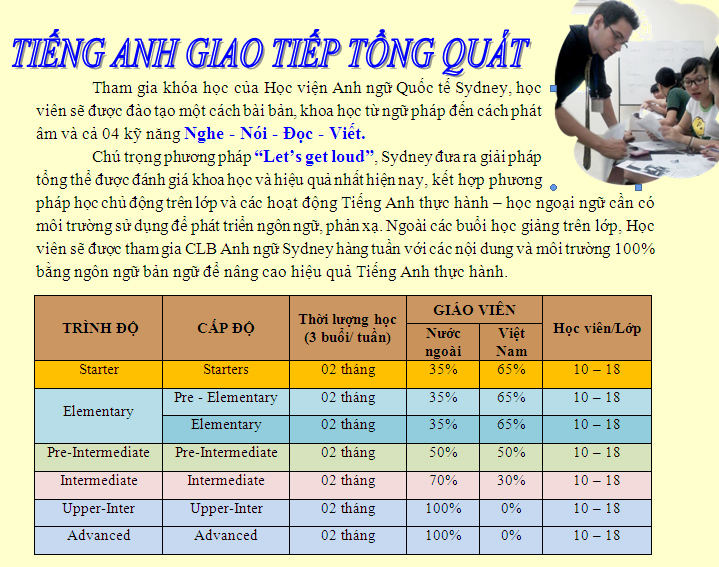 TIẾNG ANH GIAO TIẾP TỔNG QUÁT
Tham gia khóa học của Học viện Anh ngữ Quốc tế Sydney, học
viên sẽ được đào tạo một cách bài bản, khoa học từ ngữ pháp đến cách phát
âm và cả 04 kỹ năng Nghe - Nói - Đọc - Viết.
Chú trọng phương pháp “Let’s get loud”, Sydney đưa ra giải pháp
tổng thể được đánh giá khoa học và hiệu quả nhất hiện nay, kết hợp phương
pháp học chủ động trên lớp và các hoạt động Tiếng Anh thực hành – học ngoại ngữ cần có
môi trường sử dụng để phát triển ngôn ngữ, phản xạ. Ngoài các buổi học giảng trên lớp, Học
viên sẽ được tham gia CLB Anh ngữ Sydney hàng tuần với các nội dung và môi trường 100%
bằng ngôn ngữ bản ngữ để nâng cao hiệu quả Tiếng Anh thực hành.
TRÌNH ĐỘ CẤP ĐỘ Thời lượng học (3 buổi/ tuần) GIÁO VIÊN Học viên/Lớp
Nước ngoài Việt Nam
Starter Starters 02 tháng 35% 65% 10 – 18
Elementary Pre - Elementary 02 tháng 35% 65% 10 – 18
Elementary 02 tháng 35% 65% 10 – 18
Pre-Intermediate Pre-Intermediate 02 tháng 50% 50% 10 – 18
Intermediate Intermediate 02 tháng 70% 30% 10 – 18
Upper-Inter Upper-Inter 02 tháng 100% 0% 10 – 18
Advanced Advanced 02 tháng 100% 0% 10 – 18